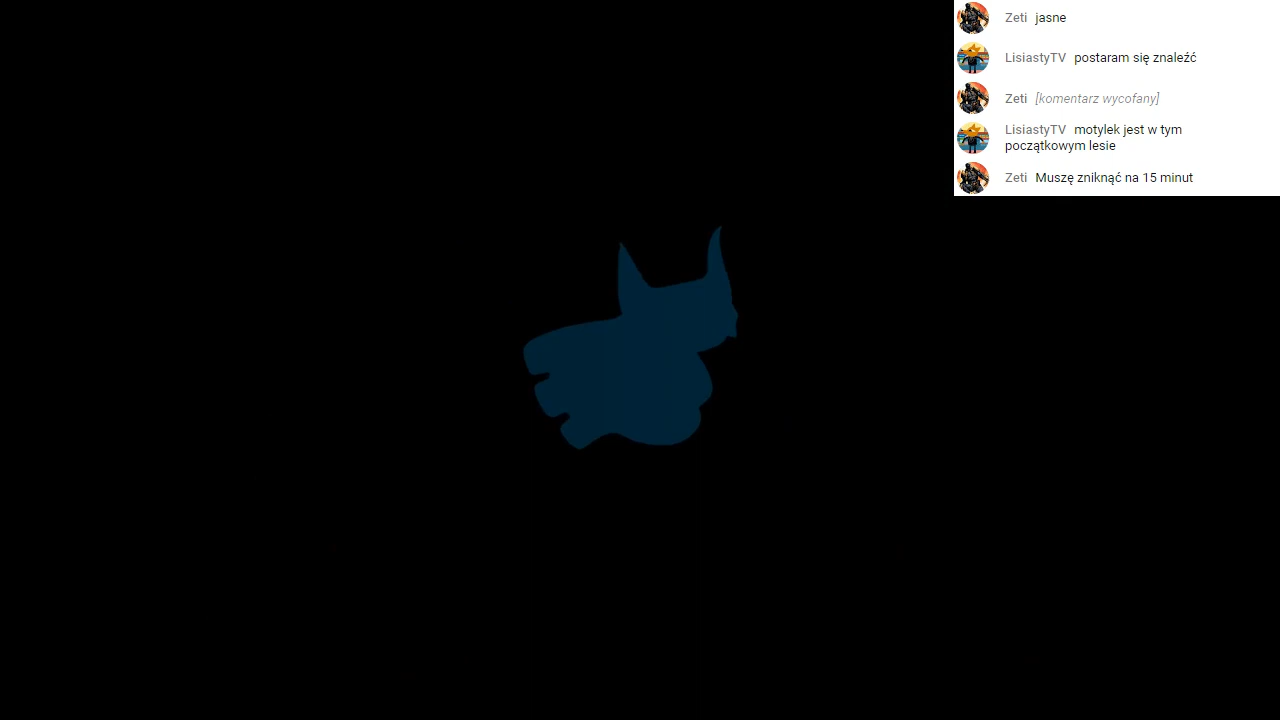 Zeti jasne
LisiastyTV postaram się znaleźć
Zeti [komentarz wycofany]
LisiastyTV motylek jest w tym
początkowym lesie
Zeti Muszę zniknąć na 15 minut